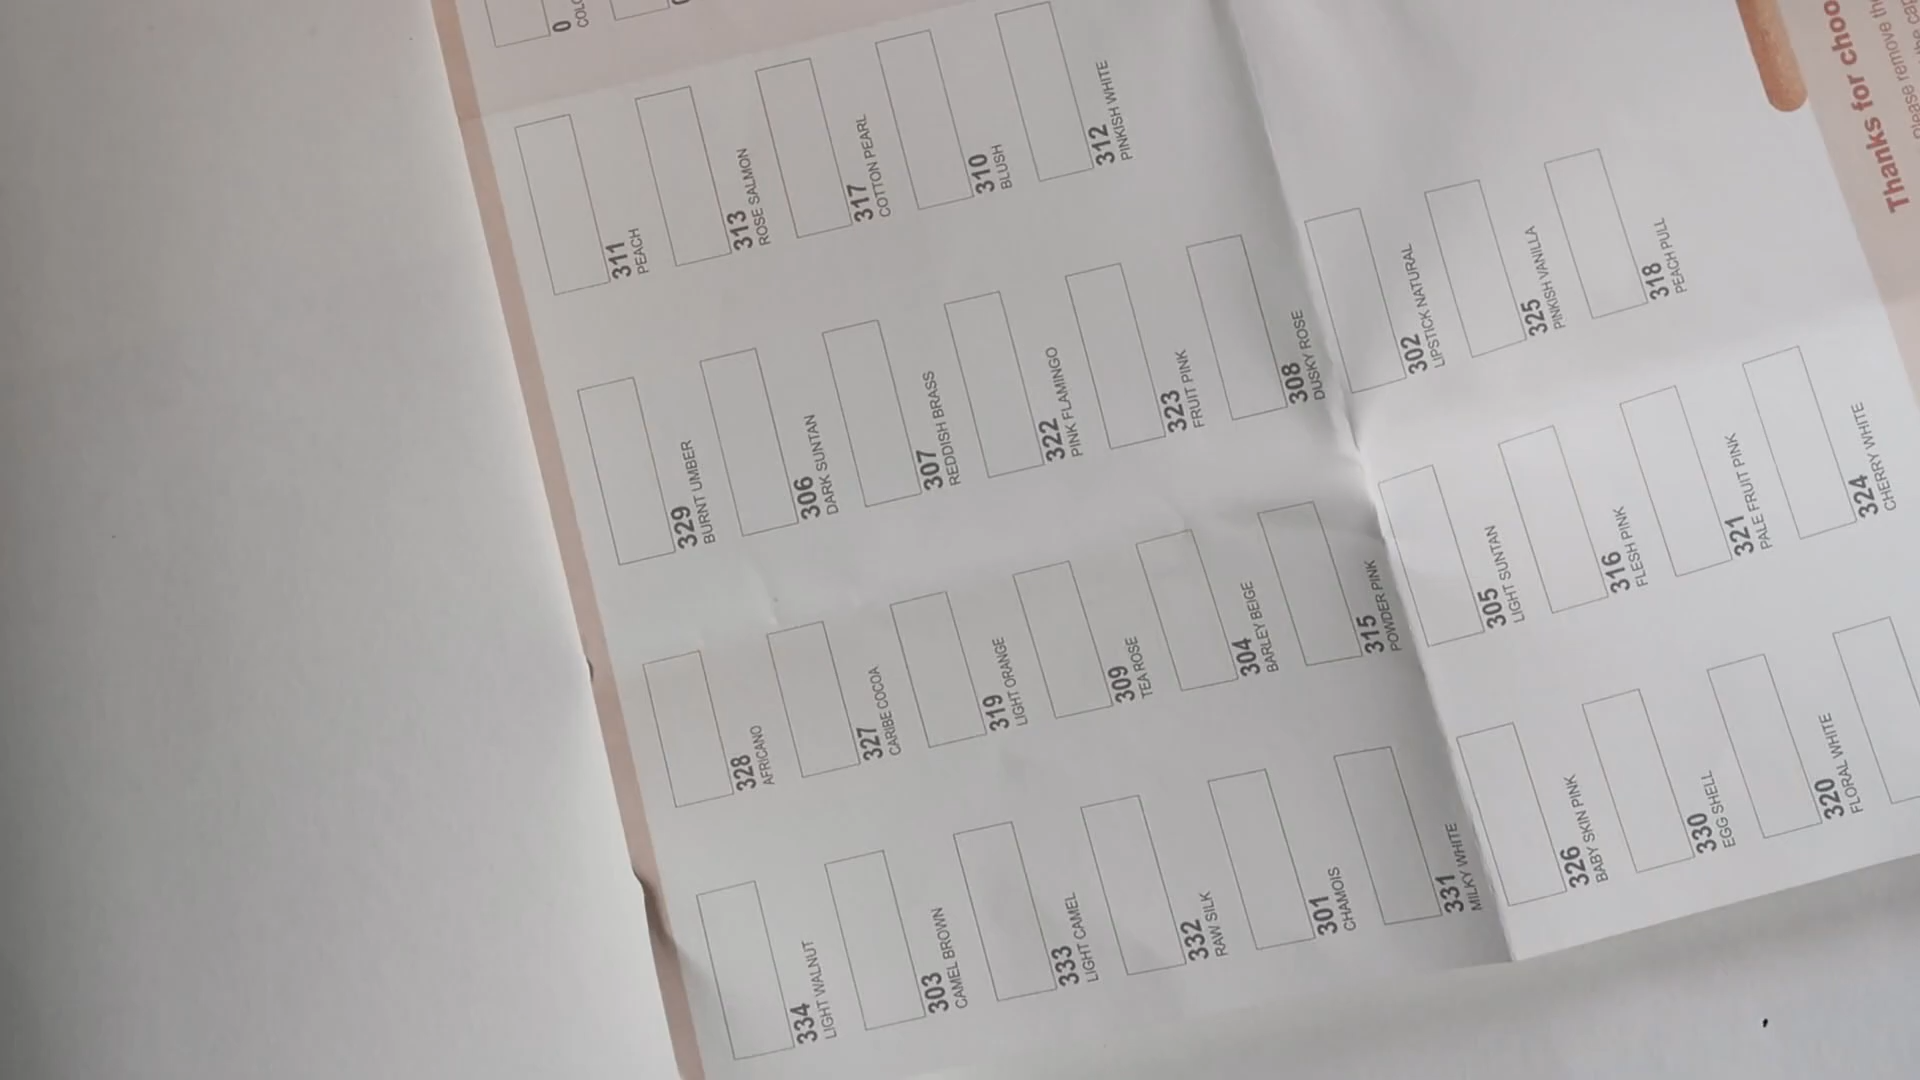 334
LIGHT WALNUT
328
AFRICANO
329
BURNT UMBER
311
PEACH
0
303
CAMEL BROWN
327
CARIBE COCOA
306
DARK SUNTAN
313
ROSE SALMON
333
LIGHT CAMEL
319
LIGHT ORANGE
307
REDDISH BRASS
317
COTTON PEARL
332
RAW SILK
309
TEA ROSE
322
PINK FLAMINGO
310
BLUSH
301
CHAMOIS
304
BARLEY BEIGE
323
FRUIT PINK
312
PINKISH WHITE
331
MILKY WHITE
315
POWDER PINK
308
DUSKY ROSE
326
BABY SKIN PINK
305
LIGHT SUNTAN
302
LIPSTICK NATURAL
330
EGG SHELL
316
FLESH PINK
325
PINKISH VANILLA
320
FLORAL WHITE
321
PALE FRUIT PINK
318
PEACH PULL
324
CHERRY WHITE
Thanks for choo
Please remove the